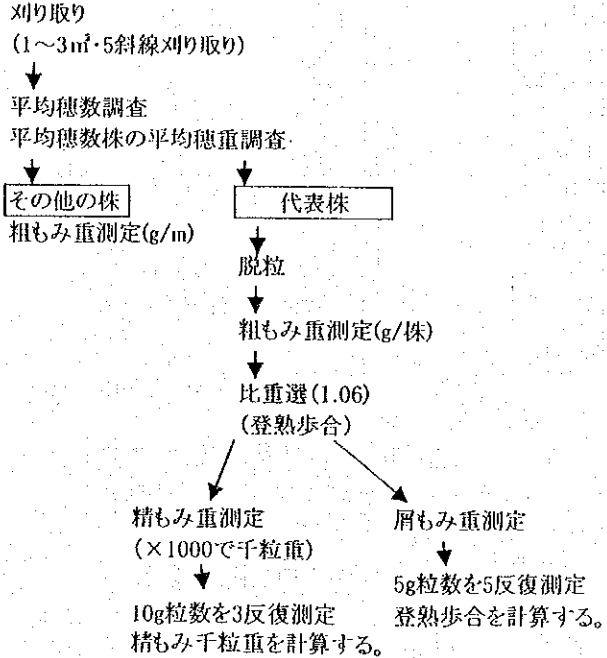 刈り取り
(1～3㎡・5斜線刈り取り)
平均穂数調査
平均穂数株の平均穂重調査
その他の株
粗もみ重測定(g/m)
代表株
脱粒
粗もみ重測定(g/株)
比重選(1.06)
(登熟歩合)
精もみ重測定
(×1000で千粒重)
10g粒数を3反復測定
精もみ千粒重を計算する。
屑もみ重測定
5g粒数を5反復測定
登熟歩合を計算する。